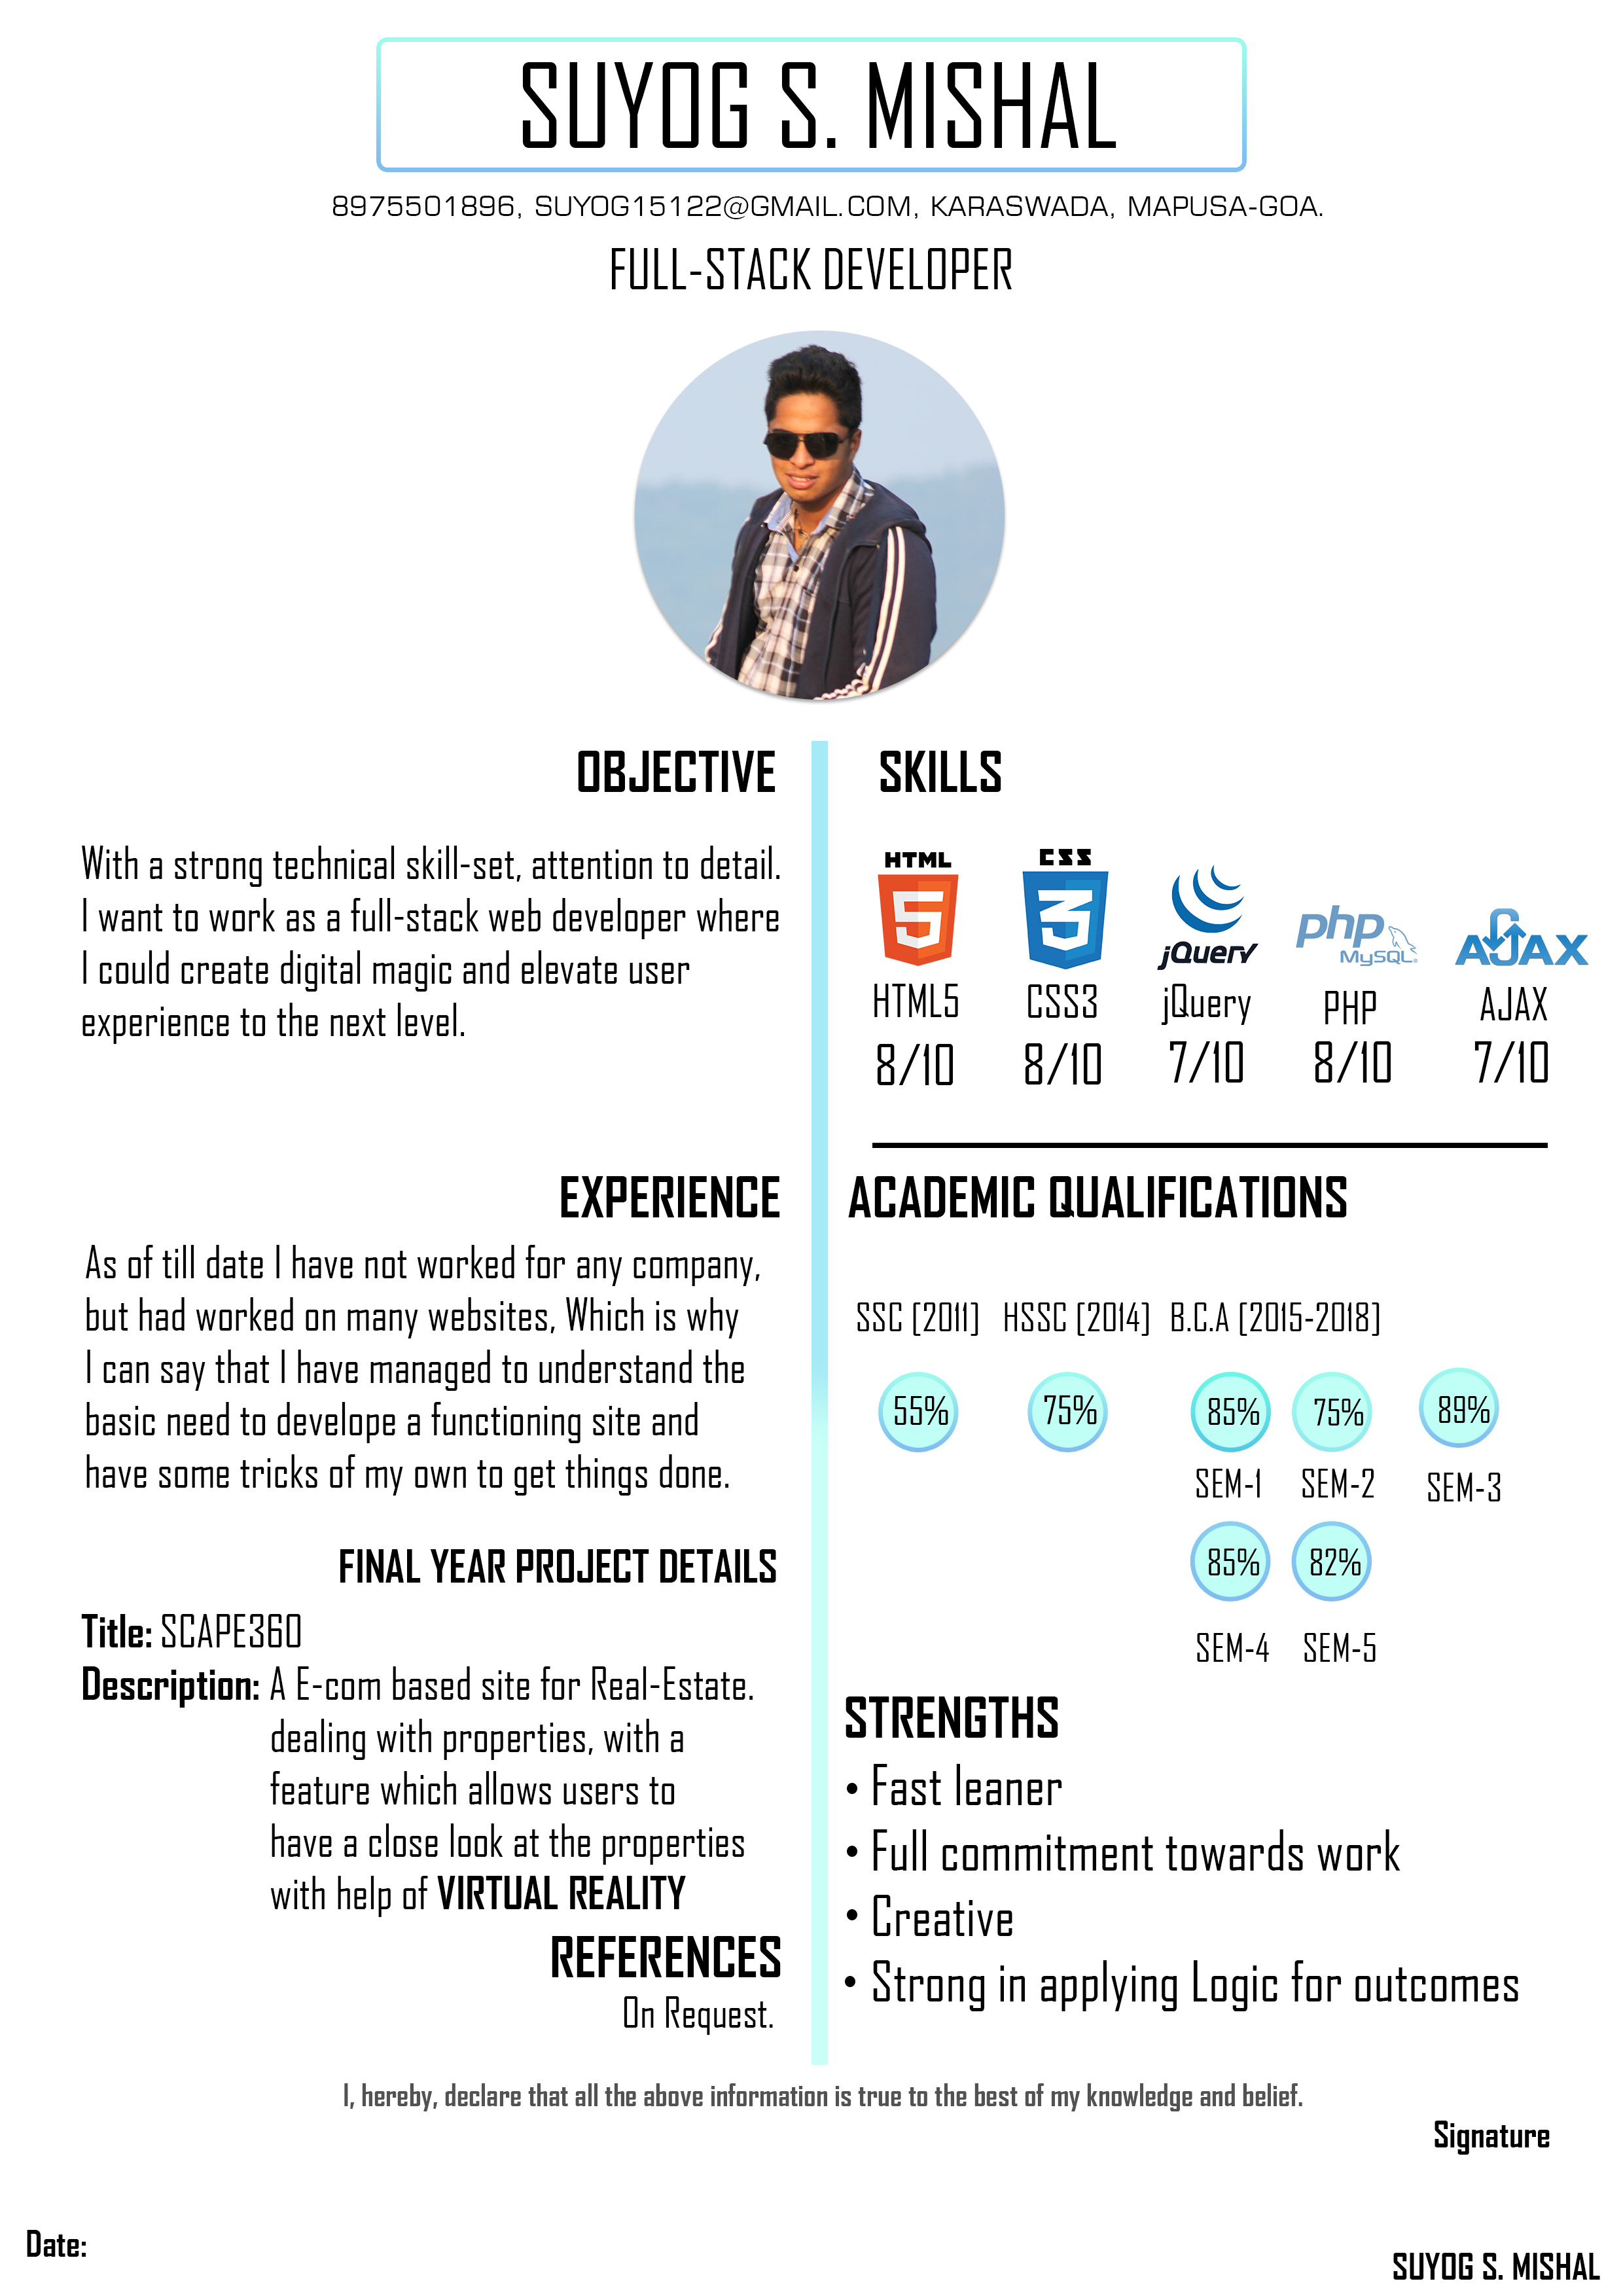 SUYOG S. MISHAL
8975501896, SUYOG15122@GMAIL.COM, KARASWADA, MAPUSA-GOA.
FULL-STACK DEVELOPER
OBJECTIVE
With a strong technical skill-set, attention to detail.
I want to work as a full-stack web developer where
I could create digital magic and elevate user
experience to the next level.
EXPERIENCE
As of till date I have not worked for any company,
but had worked on many websites, Which is why
I can say that I have managed to understand the
basic need to develope a functioning site and
have some tricks of my own to get things done.
FINAL YEAR PROJECT DETAILS
Title: SCAPE360
Description: A E-com based site for Real-Estate.
dealing with properties, with a
feature which allows users to
have a close look at the properties
with help of VIRTUAL REALITY
REFERENCES
On Request.
SKILLS
HTML CSS
5 3 jQuery php MySQL AJAX
HTML5 CSS3 jQuery PHP AJAX
8/10 8/10 7/10 8/10 7/10
ACADEMIC QUALIFICATIONS
SSC [2011] HSSC [2014] B.C.A [2015-2018]
55% 75% 85% 75% 89%
SEM-1 SEM-2 SEM-3
85% 82%
SEM-4 SEM-5
STRENGTHS
• Fast leaner
• Full commitment towards work
• Creative
• Strong in applying Logic for outcomes
I, hereby, declare that all the above information is true to the best of my knowledge and belief.
Signature
Date:
SUYOG S. MISHAL